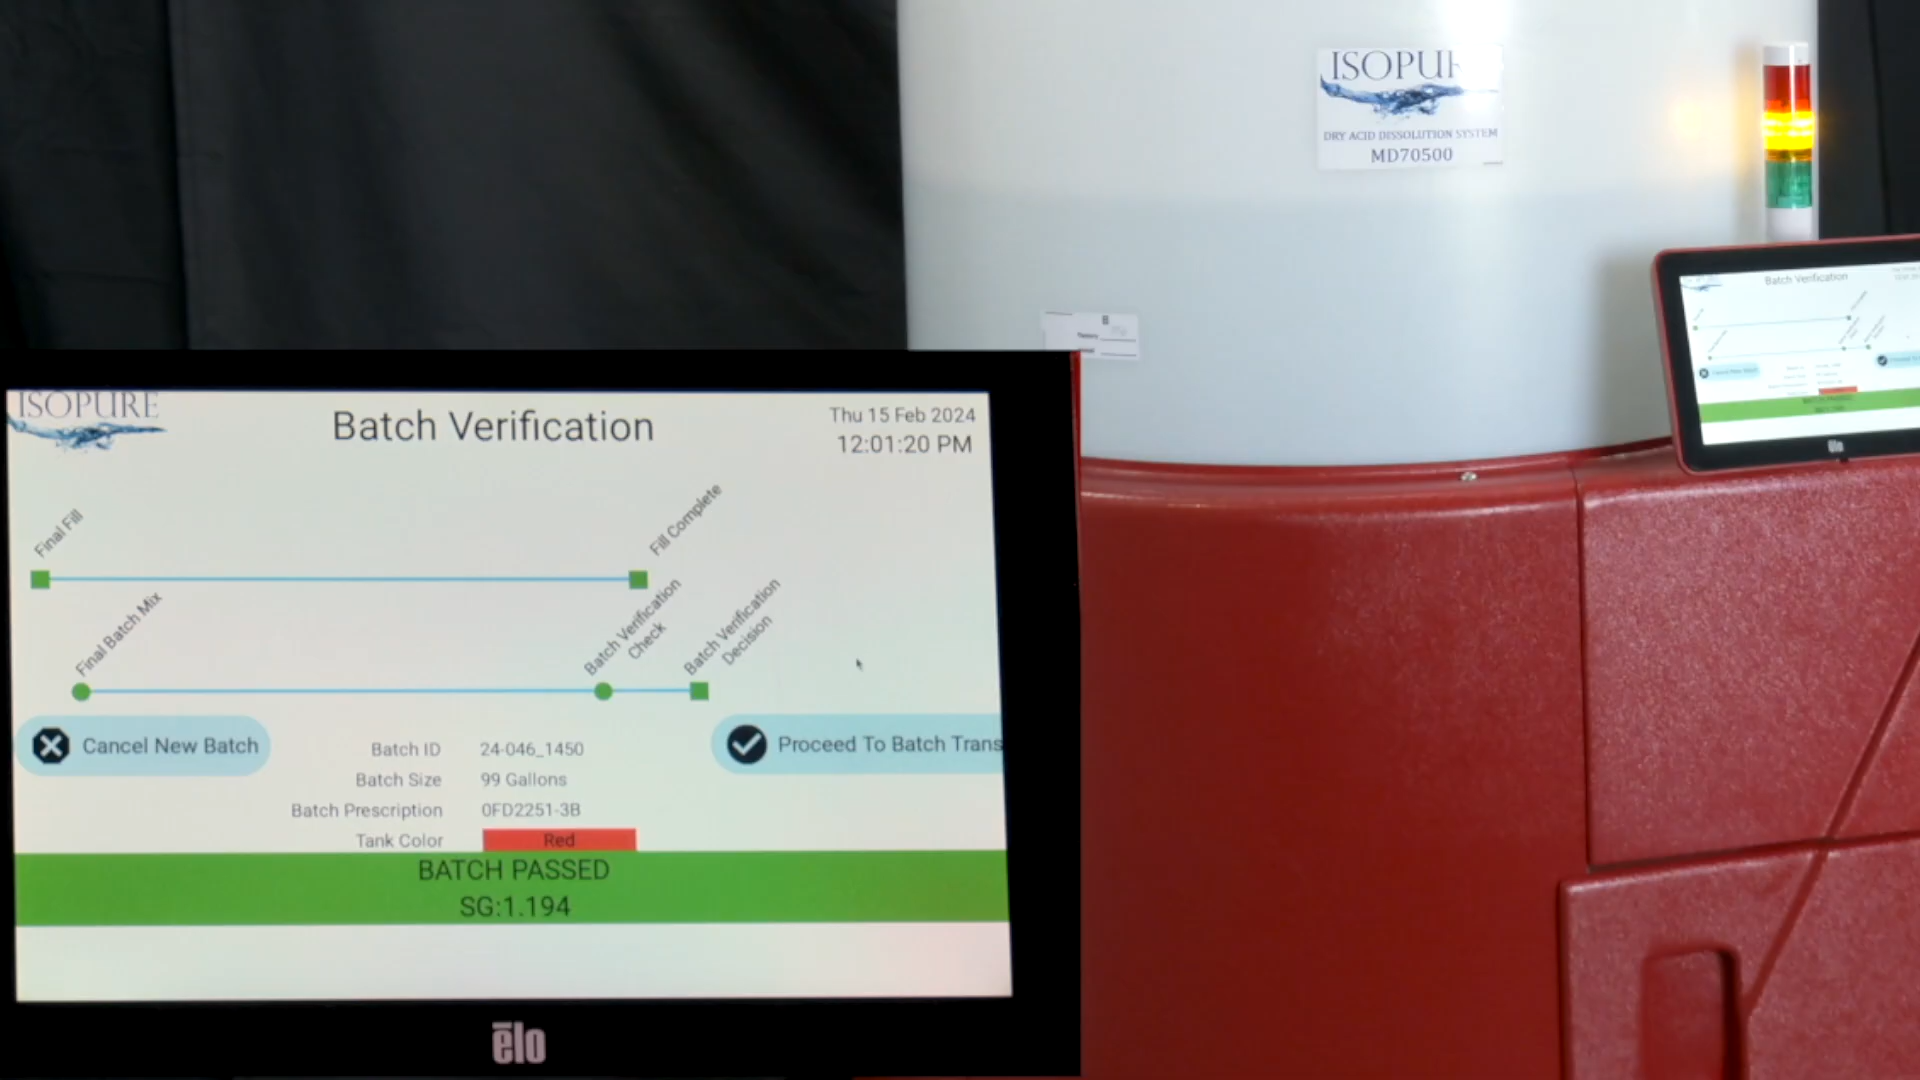 ISOPUR
DRY ACID DISSOLUTION SYSTEM
MD70500
Batch Verification
BATCH PASSED
elo
ISOPURE
Batch Verification
Thu 15 Feb 2024
12:01:20 PM
Final Fill
Fill Complete
Final Batch Mix
Batch Verification
Check
Batch Verification
Decision
Cancel New Batch
Proceed To Batch Trans
Batch ID 24-046_1450
Batch Size 99 Gallons
Batch Prescription 0FD2251-3B
Tank Color Red
BATCH PASSED
SG:1.194
ēlo